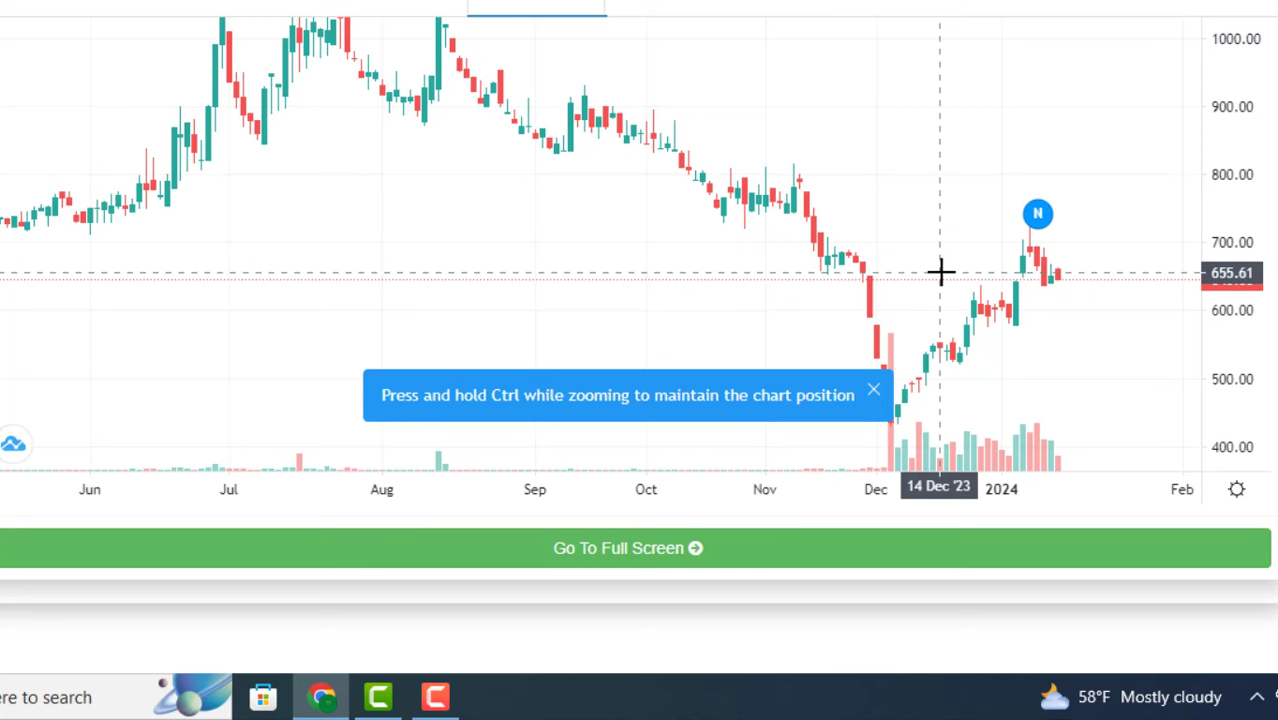 1000.00
900.00
800.00
N
700.00
655.61
600.00
500.00
Press and hold Ctrl while zooming to maintain the chart position
400.00
Jun Jul Aug Sep Oct Nov Dec 14 Dec '23 2024 Feb
Go To Full Screen
ere to search
58°F Mostly cloudy